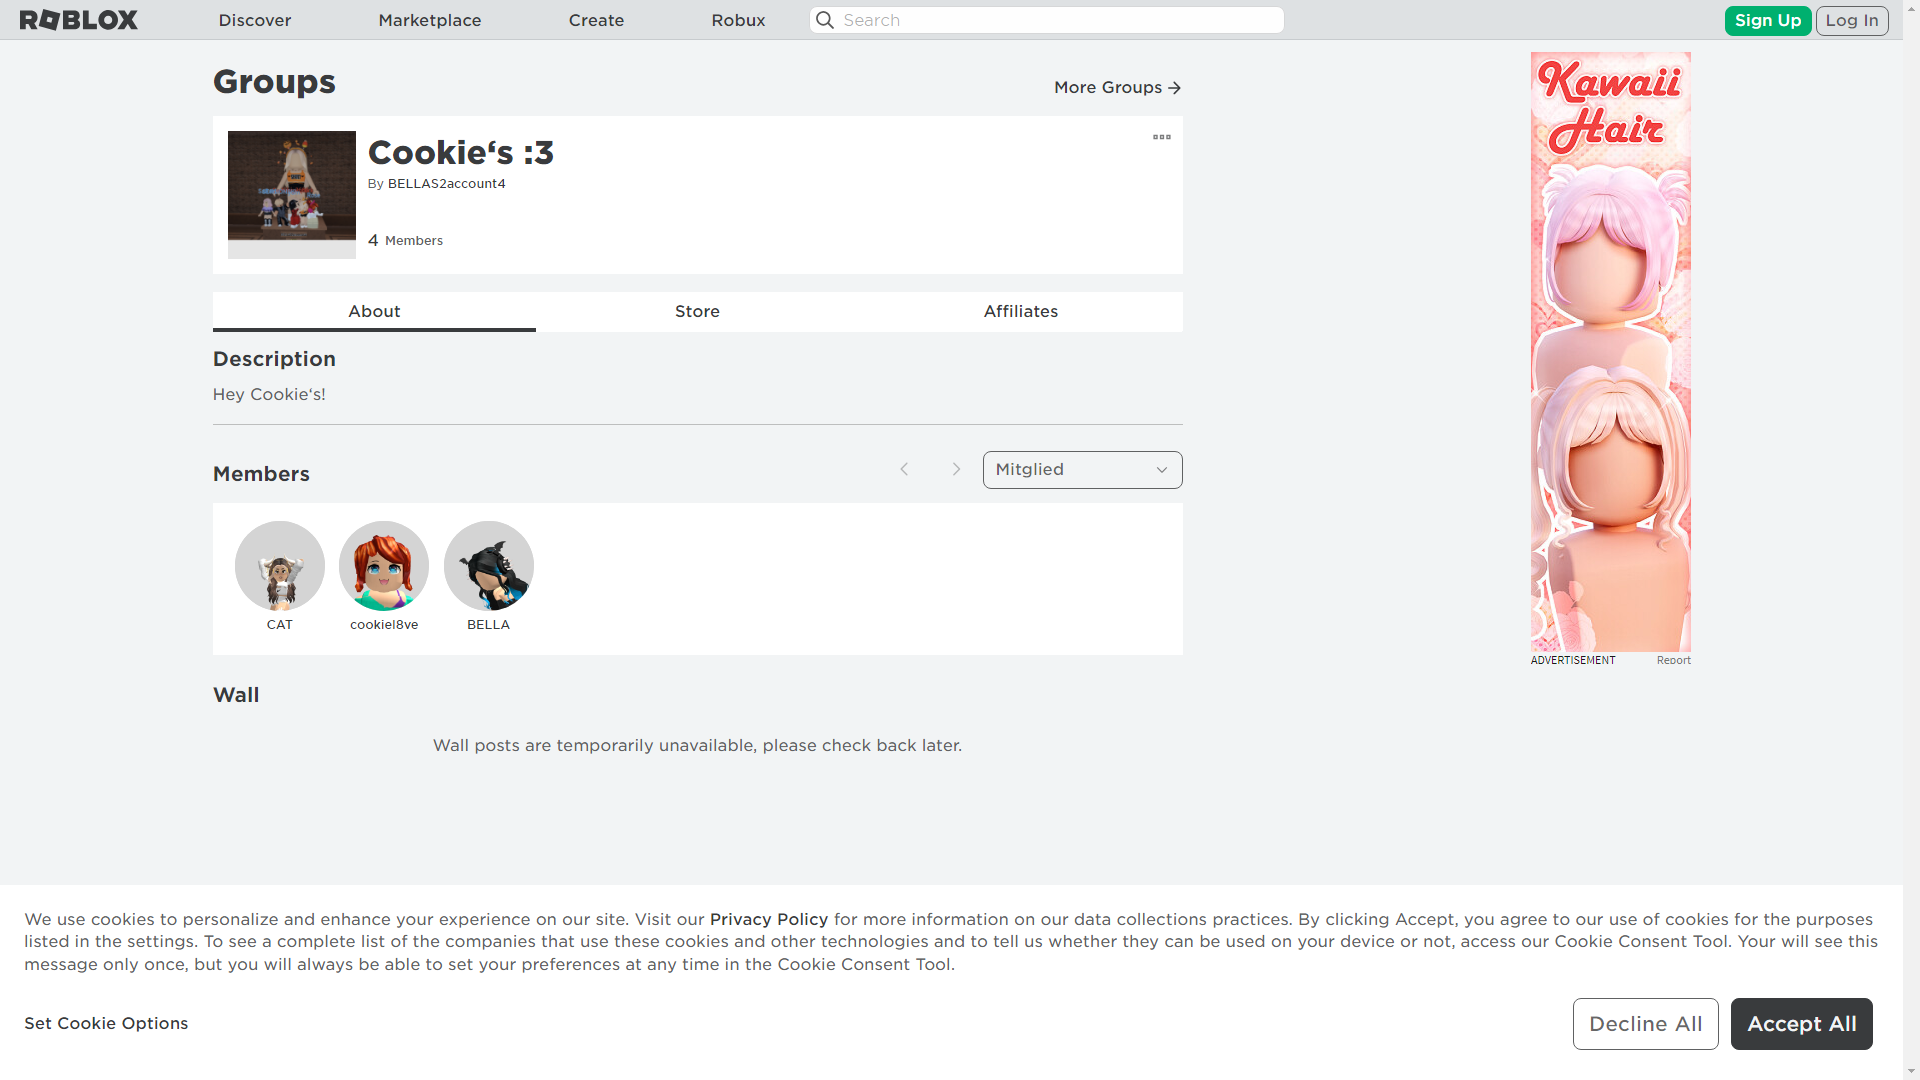 ROBLOX
Discover
Marketplace
Create
Robux
Search
Sign Up
Log In
Groups
More Groups
Cookie‘s :3
By BELLAS2account4
4 Members
About
Store
Affiliates
Description
Hey Cookie‘s!
Members
Mitglied
CAT
cookiel8ve
BELLA
Wall
Wall posts are temporarily unavailable, please check back later.
Kawaii
Hair
ADVERTISEMENT
Report
We use cookies to personalize and enhance your experience on our site. Visit our Privacy Policy for more information on our data collections practices. By clicking Accept, you agree to our use of cookies for the purposes
listed in the settings. To see a complete list of the companies that use these cookies and other technologies and to tell us whether they can be used on your device or not, access our Cookie Consent Tool. Your will see this
message only once, but you will always be able to set your preferences at any time in the Cookie Consent Tool.
Set Cookie Options
Decline All
Accept All